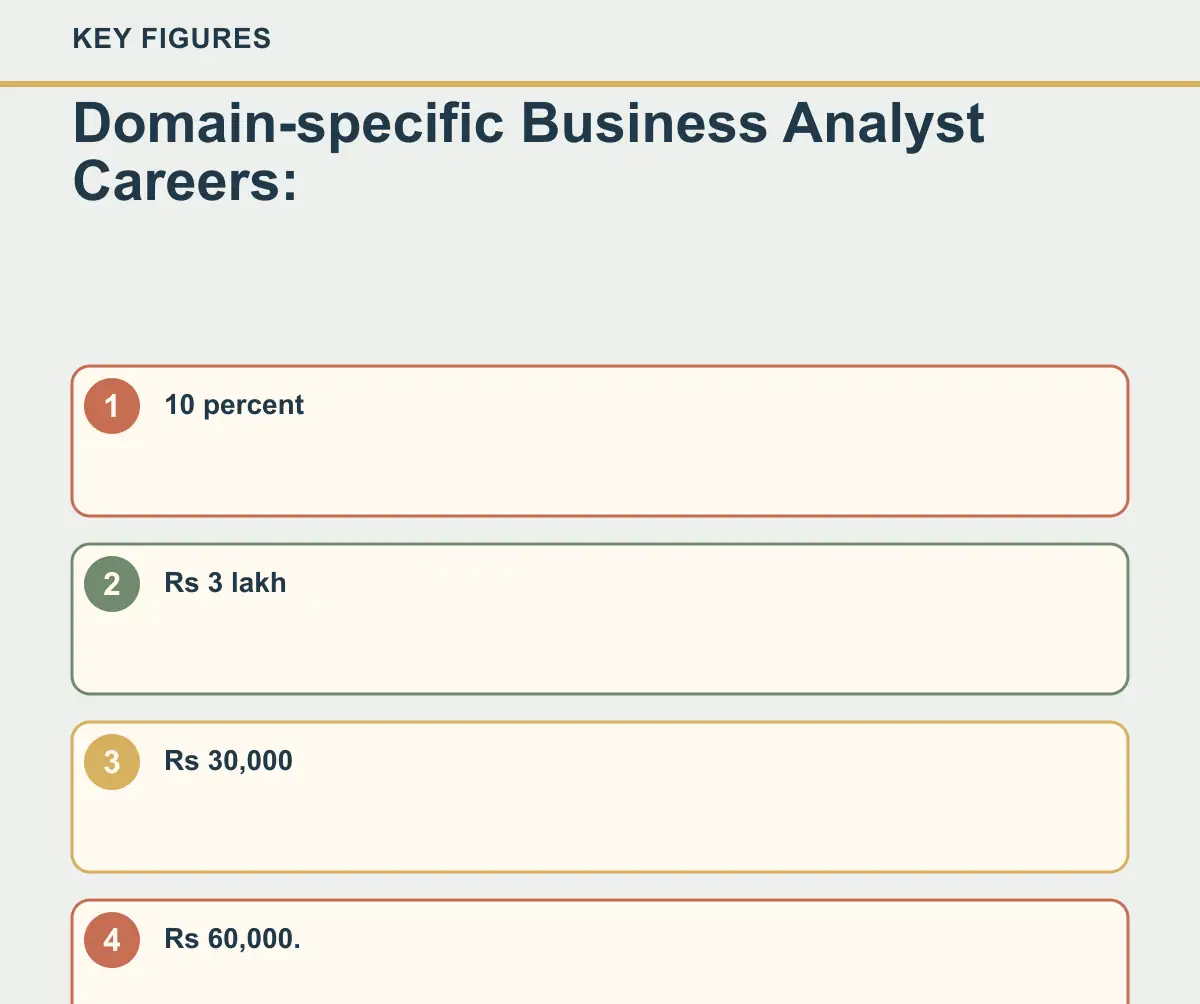 KEY FIGURES
Domain-specific Business Analyst
Careers:
1
10 percent
2
Rs 3 lakh
3
Rs 30,000
4
Rs 60,000.